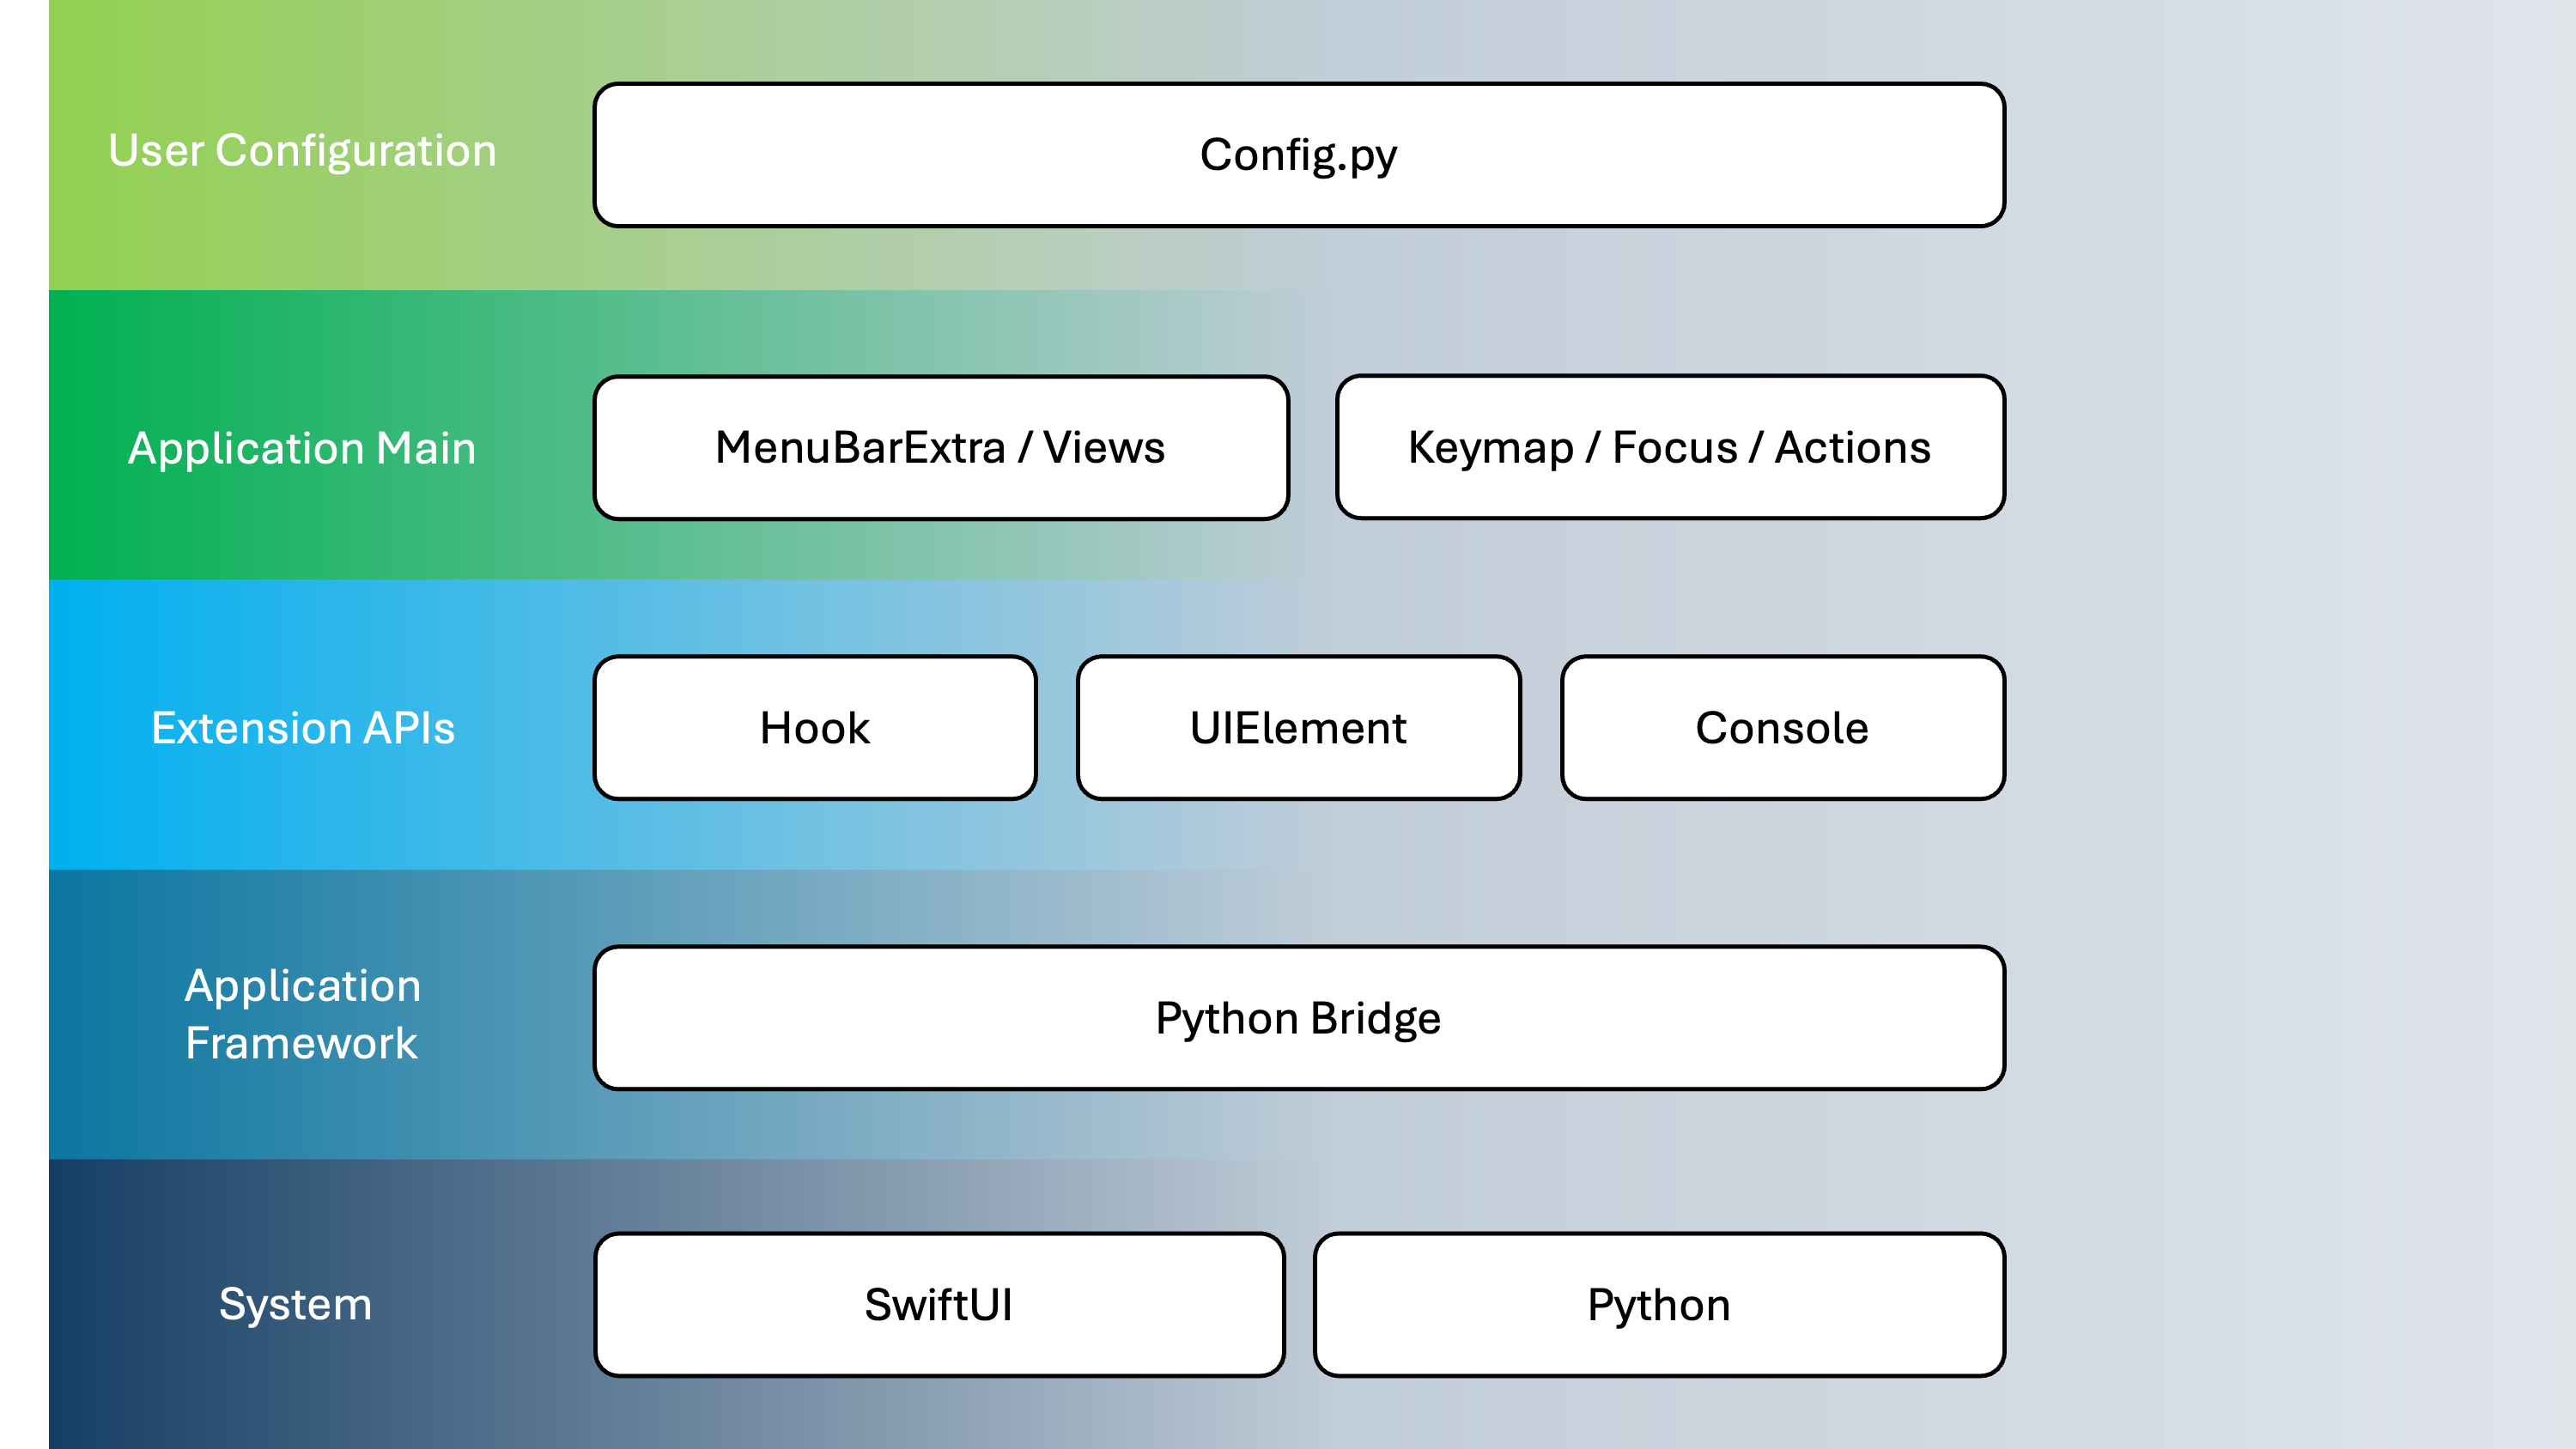 User Configuration
Config.py
Application Main
MenuBarExtra / Views
Keymap / Focus / Actions
Extension APIs
Hook
UIElement
Console
Application
Framework
Python Bridge
System
SwiftUI
Python